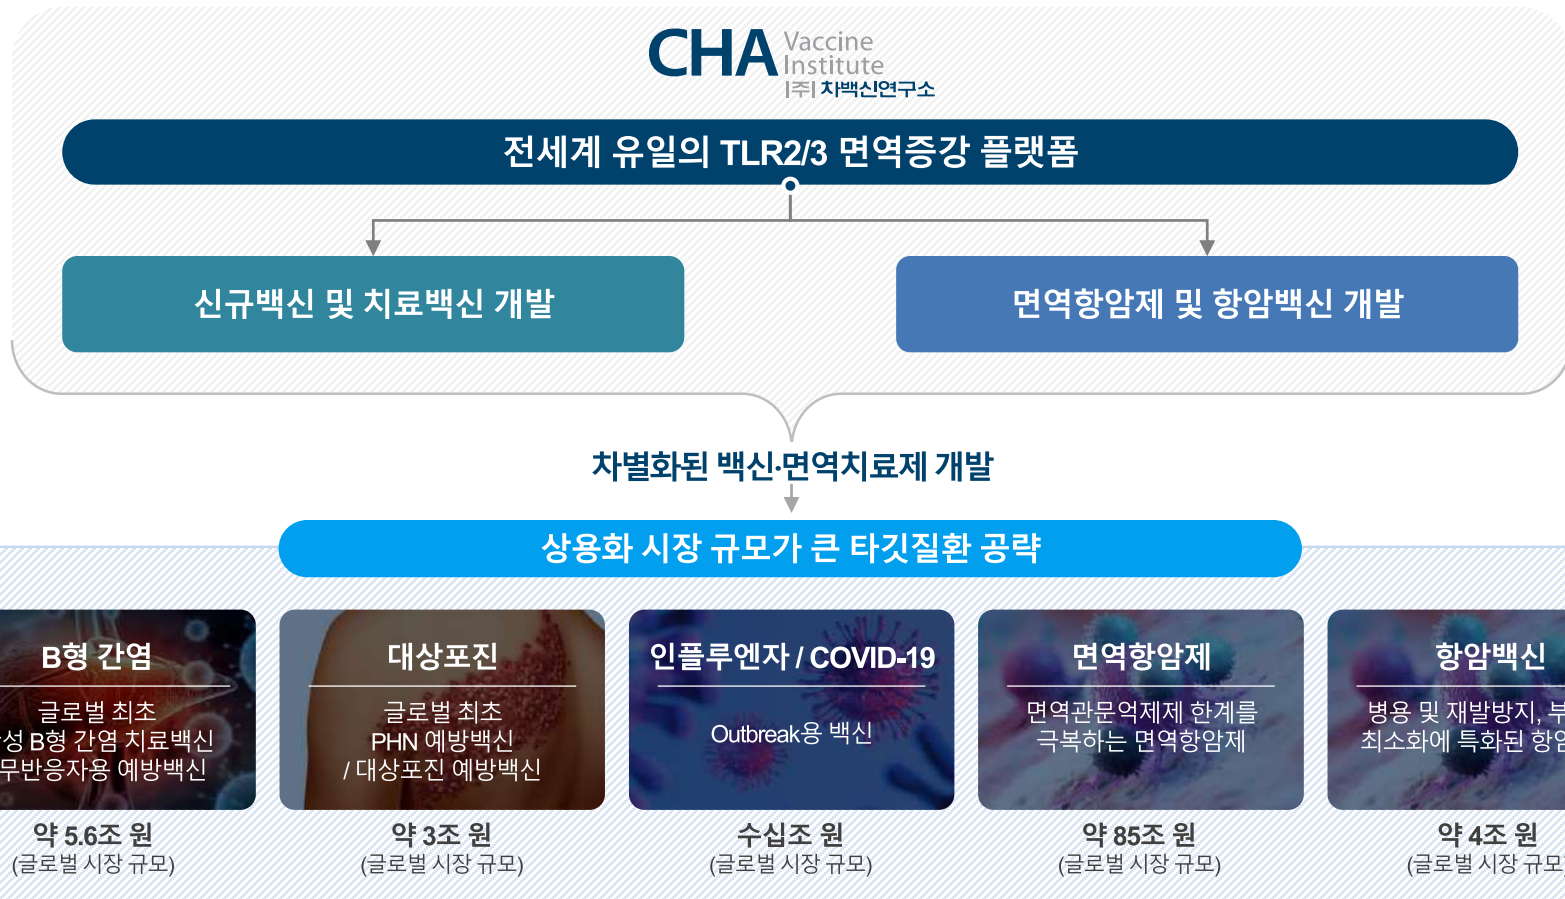 CHA Vaccine
Institute
[주] 차백신연구소
전세계 유일의 TLR2/3 면역증강 플랫폼
신규백신 및 치료백신 개발
면역항암제 및 항암백신 개발
차별화된 백신·면역치료제 개발
상용화 시장 규모가 큰 타깃질환 공략
B형 간염
글로벌 최초
성 B형 간염 치료백신
무반응자용 예방백신
약 5.6조 원
(글로벌 시장 규모)
대상포진
글로벌 최초
PHN 예방백신
/ 대상포진 예방백신
약 3조 원
(글로벌 시장 규모)
인플루엔자 / COVID-19
Outbreak용 백신
수십조 원
(글로벌 시장 규모)
면역항암제
면역관문억제제 한계를
극복하는 면역항암제
약 85조 원
(글로벌 시장 규모)
항암백신
병용 및 재발방지,
최소화에 특화된
약 4조 원
(글로벌 시장 규모